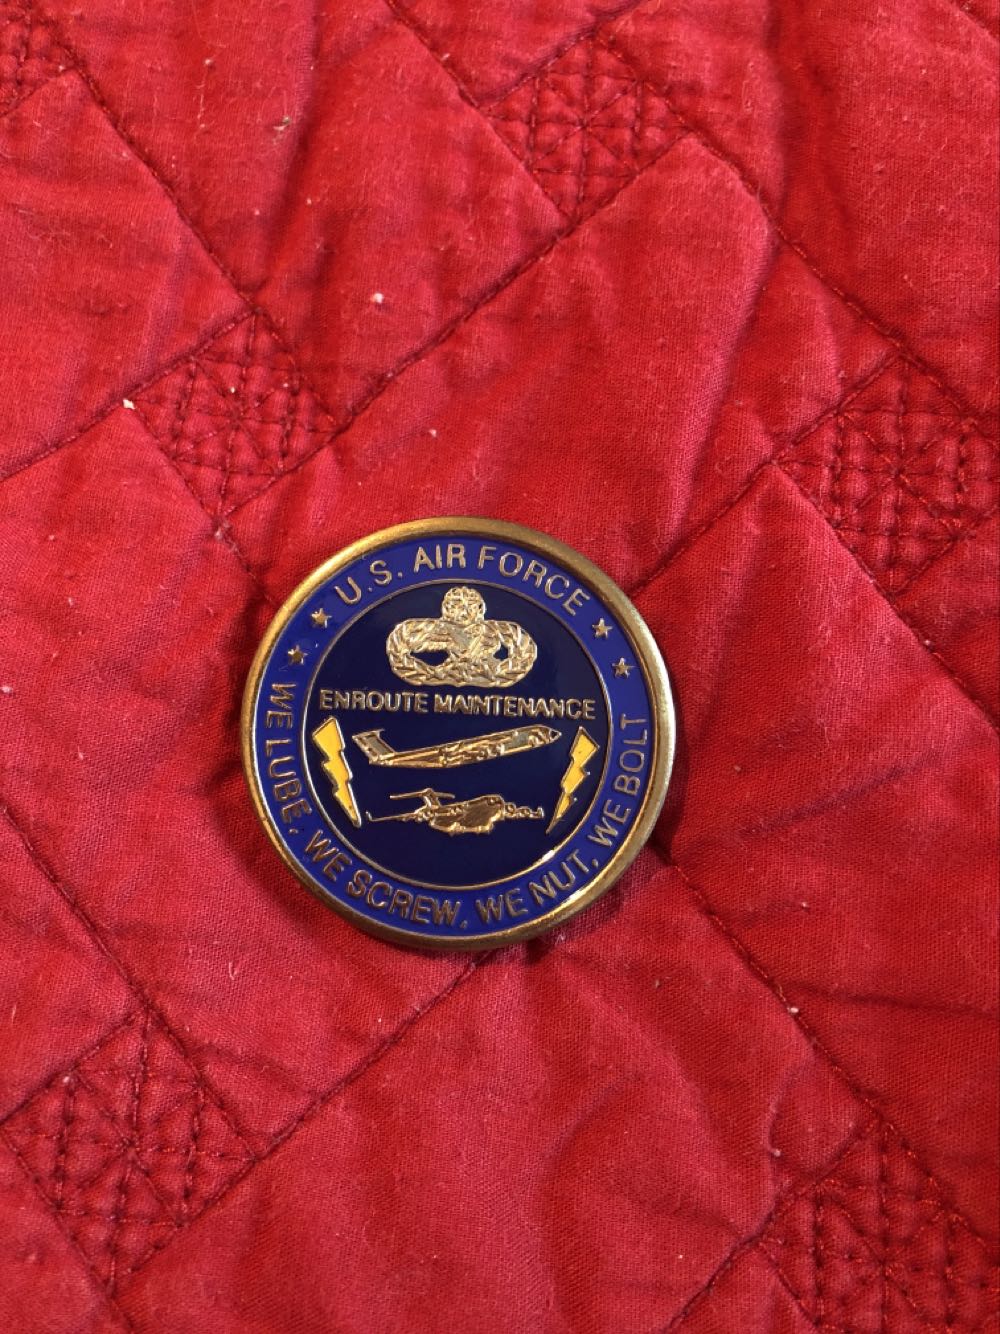 U.S. AIR FORCE
ENROUTE MAINTENANCE
WE LUBE, WE SCREW, WE NUT, WE BOLT